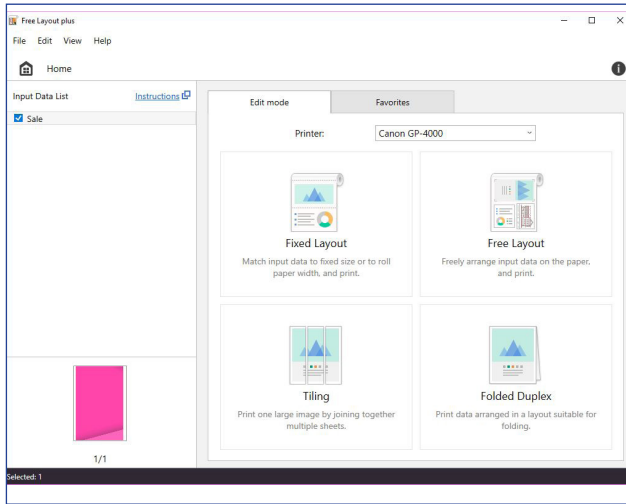 Free Layout plus
File Edit View Help
Home
Input Data List Instructions
Sale
Edit mode Favorites
Printer: Canon GP-4000
Fixed Layout
Match input data to fixed size or to roll
paper width, and print.
Free Layout
Freely arrange input data on the paper,
and print.
Tiling
Print one large image by joining together
multiple sheets.
Folded Duplex
Print data arranged in a layout suitable for
folding.
1/1
Selected: 1